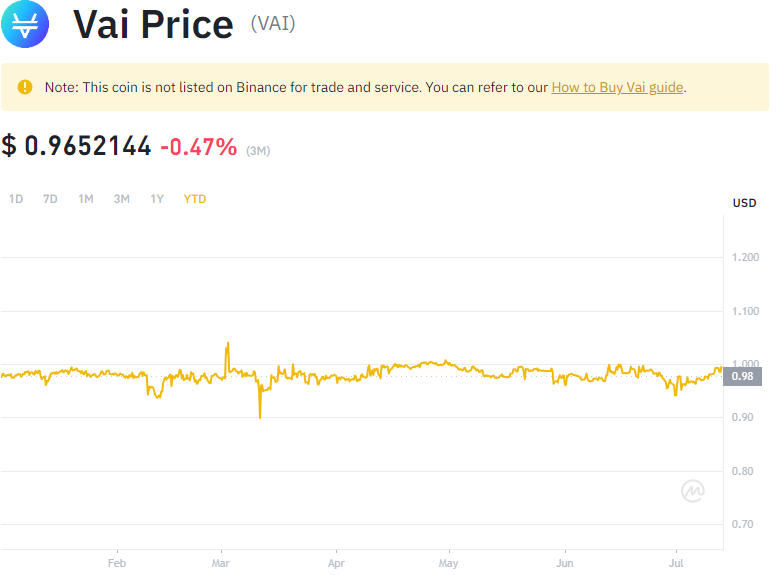 Vai Price (VAI)
Note: This coin is not listed on Binance for trade and service. You can refer to our How to Buy Vai guide.
$ 0.9652144 -0.47% (3M)
1D 7D 1M 3M 1Y YTD
USD
1.200
1.100
1.000
0.98
0.90
0.80
0.70
Feb Mar Apr May Jun Jul